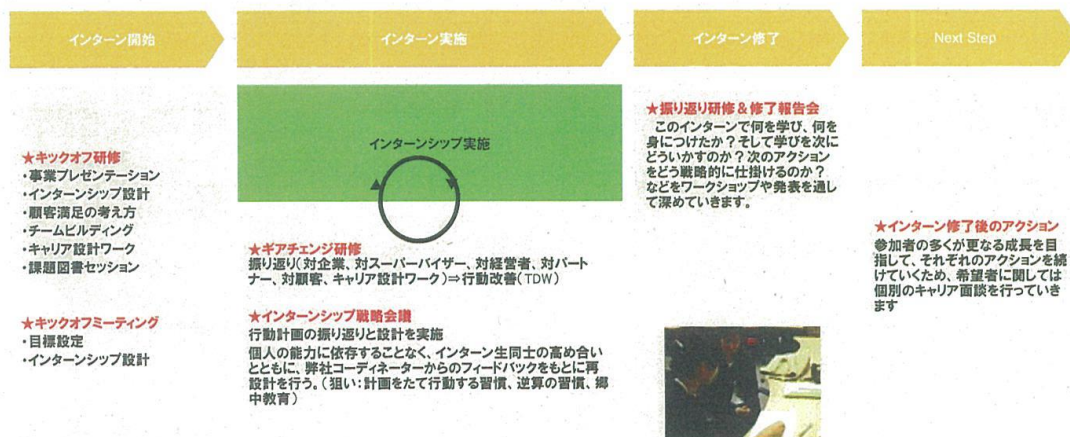 インターン開始
インターン実施
インターン修了
Next Step
★キックオフ研修
・事業プレゼンテーション
・インターンシップ設計
・顧客満足の考え方
・チームビルディング
・キャリア設計ワーク
・課題図書セッション
★キックオフミーティング
・目標設定
・インターンシップ設計
インターンシップ実施
★ギアチェンジ研修
振り返り(対企業、対スーパーバイザー、対経営者、対パート
ナー、対顧客、キャリア設計ワーク)⇒行動改善(TDW)
★インターンシップ戦略会議
行動計画の振り返りと設計を実施
個人の能力に依存することなく、インターン生同士の高め合い
とともに、弊社コーディネーターからのフィードバックをもとに再
設計を行う。(狙い:計画をたて行動する習慣、逆算の習慣、郷
中教育)
★振り返り研修&修了報告会
このインターンで何を学び、何を
身につけたか?そして学びを次に
どういかすのか?次のアクション
をどう戦略的に仕掛けるのか?
などをワークショップや発表を通し
て深めていきます。
★インターン修了後のアクション
参加者の多くが更なる成長を目
指して、それぞれのアクションを続
けていくため、希望者に関しては
個別のキャリア面談を行っていき
ます